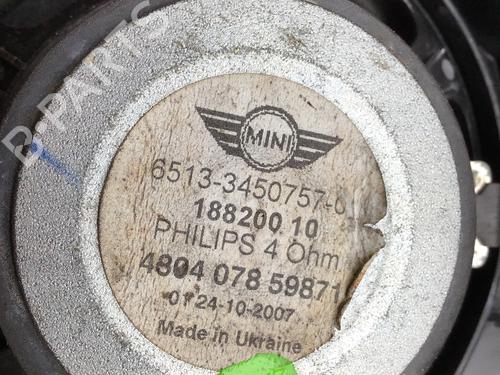 B-PARTS
MINI
6513-3450757-0
188200 10
PHILIPS 4 Ohm
4804 078 59871
01 24-10-2007
Made in Ukraine